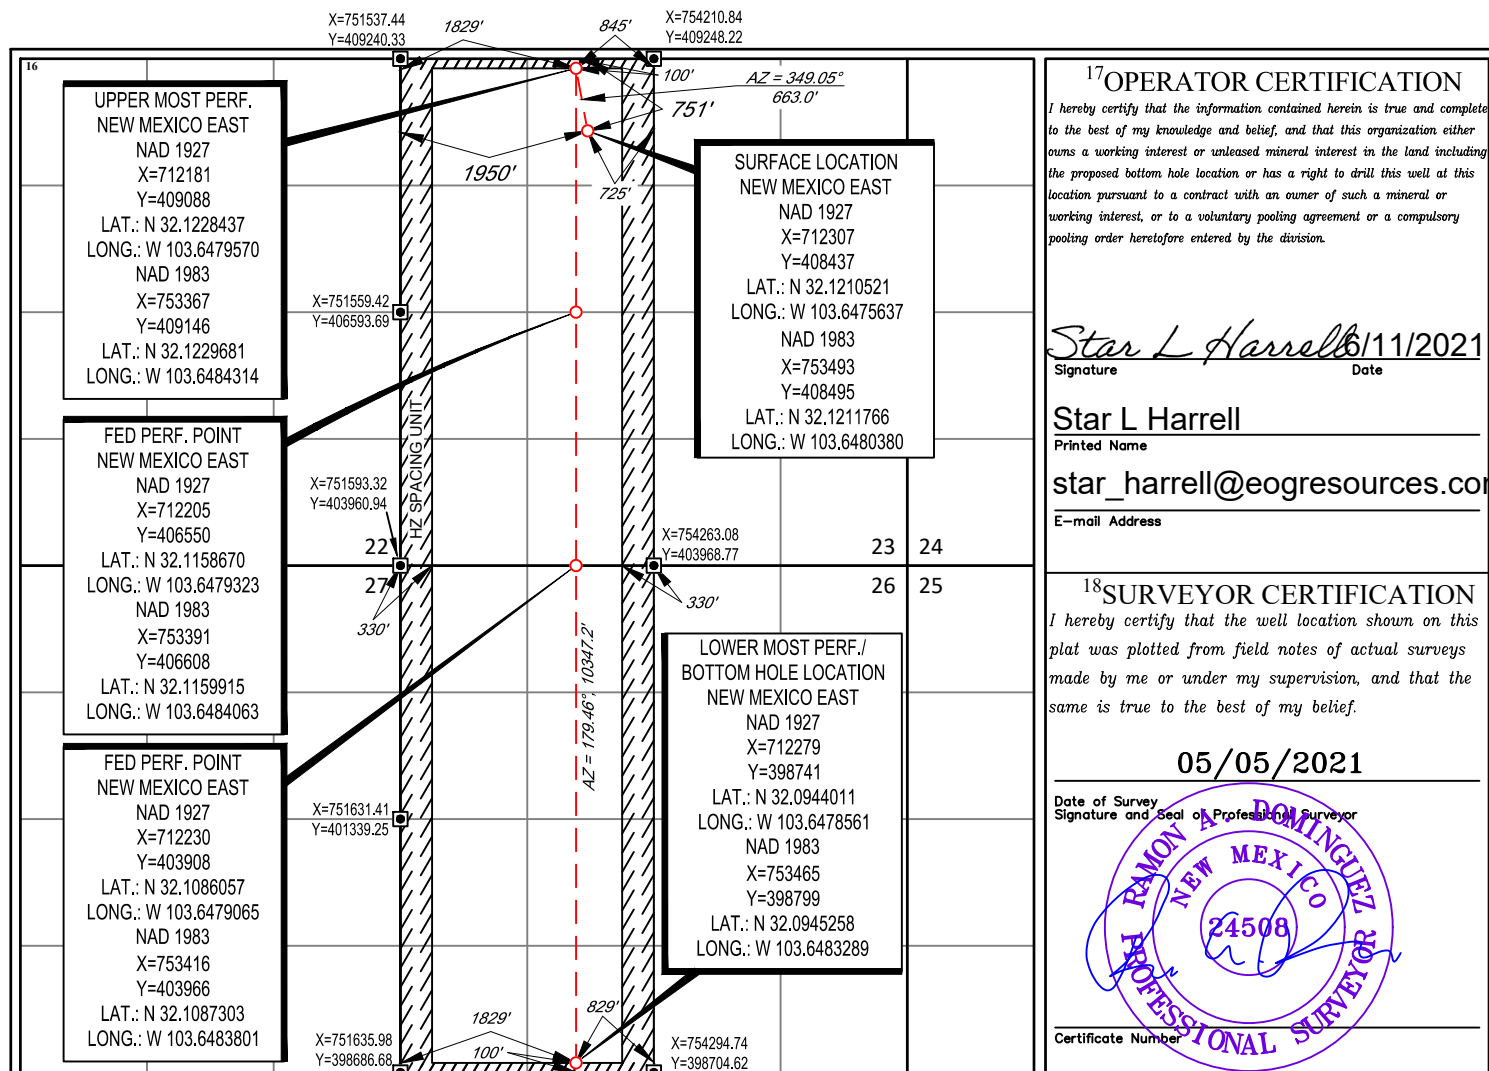 X=751537.44
Y=409240.33
1829'
845'
X=754210.84
Y=409248.22
16
100'
AZ = 349.05°
663.0'
751'
1950'
725'
UPPER MOST PERF.
NEW MEXICO EAST
NAD 1927
X=712181
Y=409088
LAT.: N 32.1228437
LONG.: W 103.6479570
NAD 1983
X=753367
Y=409146
LAT.: N 32.1229681
LONG.: W 103.6484314
SURFACE LOCATION
NEW MEXICO EAST
NAD 1927
X=712307
Y=408437
LAT.: N 32.1210521
LONG.: W 103.6475637
NAD 1983
X=753493
Y=408495
LAT.: N 32.1211766
LONG.: W 103.6480380
X=751559.42
Y=406593.69
FED PERF. POINT
NEW MEXICO EAST
NAD 1927
X=712205
Y=406550
LAT.: N 32.1158670
LONG.: W 103.6479323
NAD 1983
X=753391
Y=406608
LAT.: N 32.1159915
LONG.: W 103.6484063
HZ SPACING UNIT
X=751593.32
Y=403960.94
X=754263.08
Y=403968.77
22
23 24
27
26 25
330'
330'
AZ = 179.46°, 10347.2'
LOWER MOST PERF./
BOTTOM HOLE LOCATION
NEW MEXICO EAST
NAD 1927
X=712279
Y=398741
LAT.: N 32.0944011
LONG.: W 103.6478561
NAD 1983
X=753465
Y=398799
LAT.: N 32.0945258
LONG.: W 103.6483289
FED PERF. POINT
NEW MEXICO EAST
NAD 1927
X=712230
Y=403908
LAT.: N 32.1086057
LONG.: W 103.6479065
NAD 1983
X=753416
Y=403966
LAT.: N 32.1087303
LONG.: W 103.6483801
X=751631.41
Y=401339.25
1829'
829'
100'
X=751635.98
Y=398686.68
X=754294.74
Y=398704.62
17 OPERATOR CERTIFICATION
I hereby certify that the information contained herein is true and complete
to the best of my knowledge and belief, and that this organization either
owns a working interest or unleased mineral interest in the land including
the proposed bottom hole location or has a right to drill this well at this
location pursuant to a contract with an owner of such a mineral or
working interest, or to a voluntary pooling agreement or a compulsory
pooling order heretofore entered by the division.
Star L Harrell 6/11/2021
Signature Date
Star L Harrell
Printed Name
star_harrell@eogresources.co
E-mail Address
18 SURVEYOR CERTIFICATION
I hereby certify that the well location shown on this
plat was plotted from field notes of actual surveys
made by me or under my supervision, and that the
same is true to the best of my belief.
05/05/2021
Date of Survey
Signature and Seal of Professional Surveyor
RAMON A. DOMINGUEZ
NEW MEXICO
24508
PROFESSIONAL SURVEYOR
Certificate Number